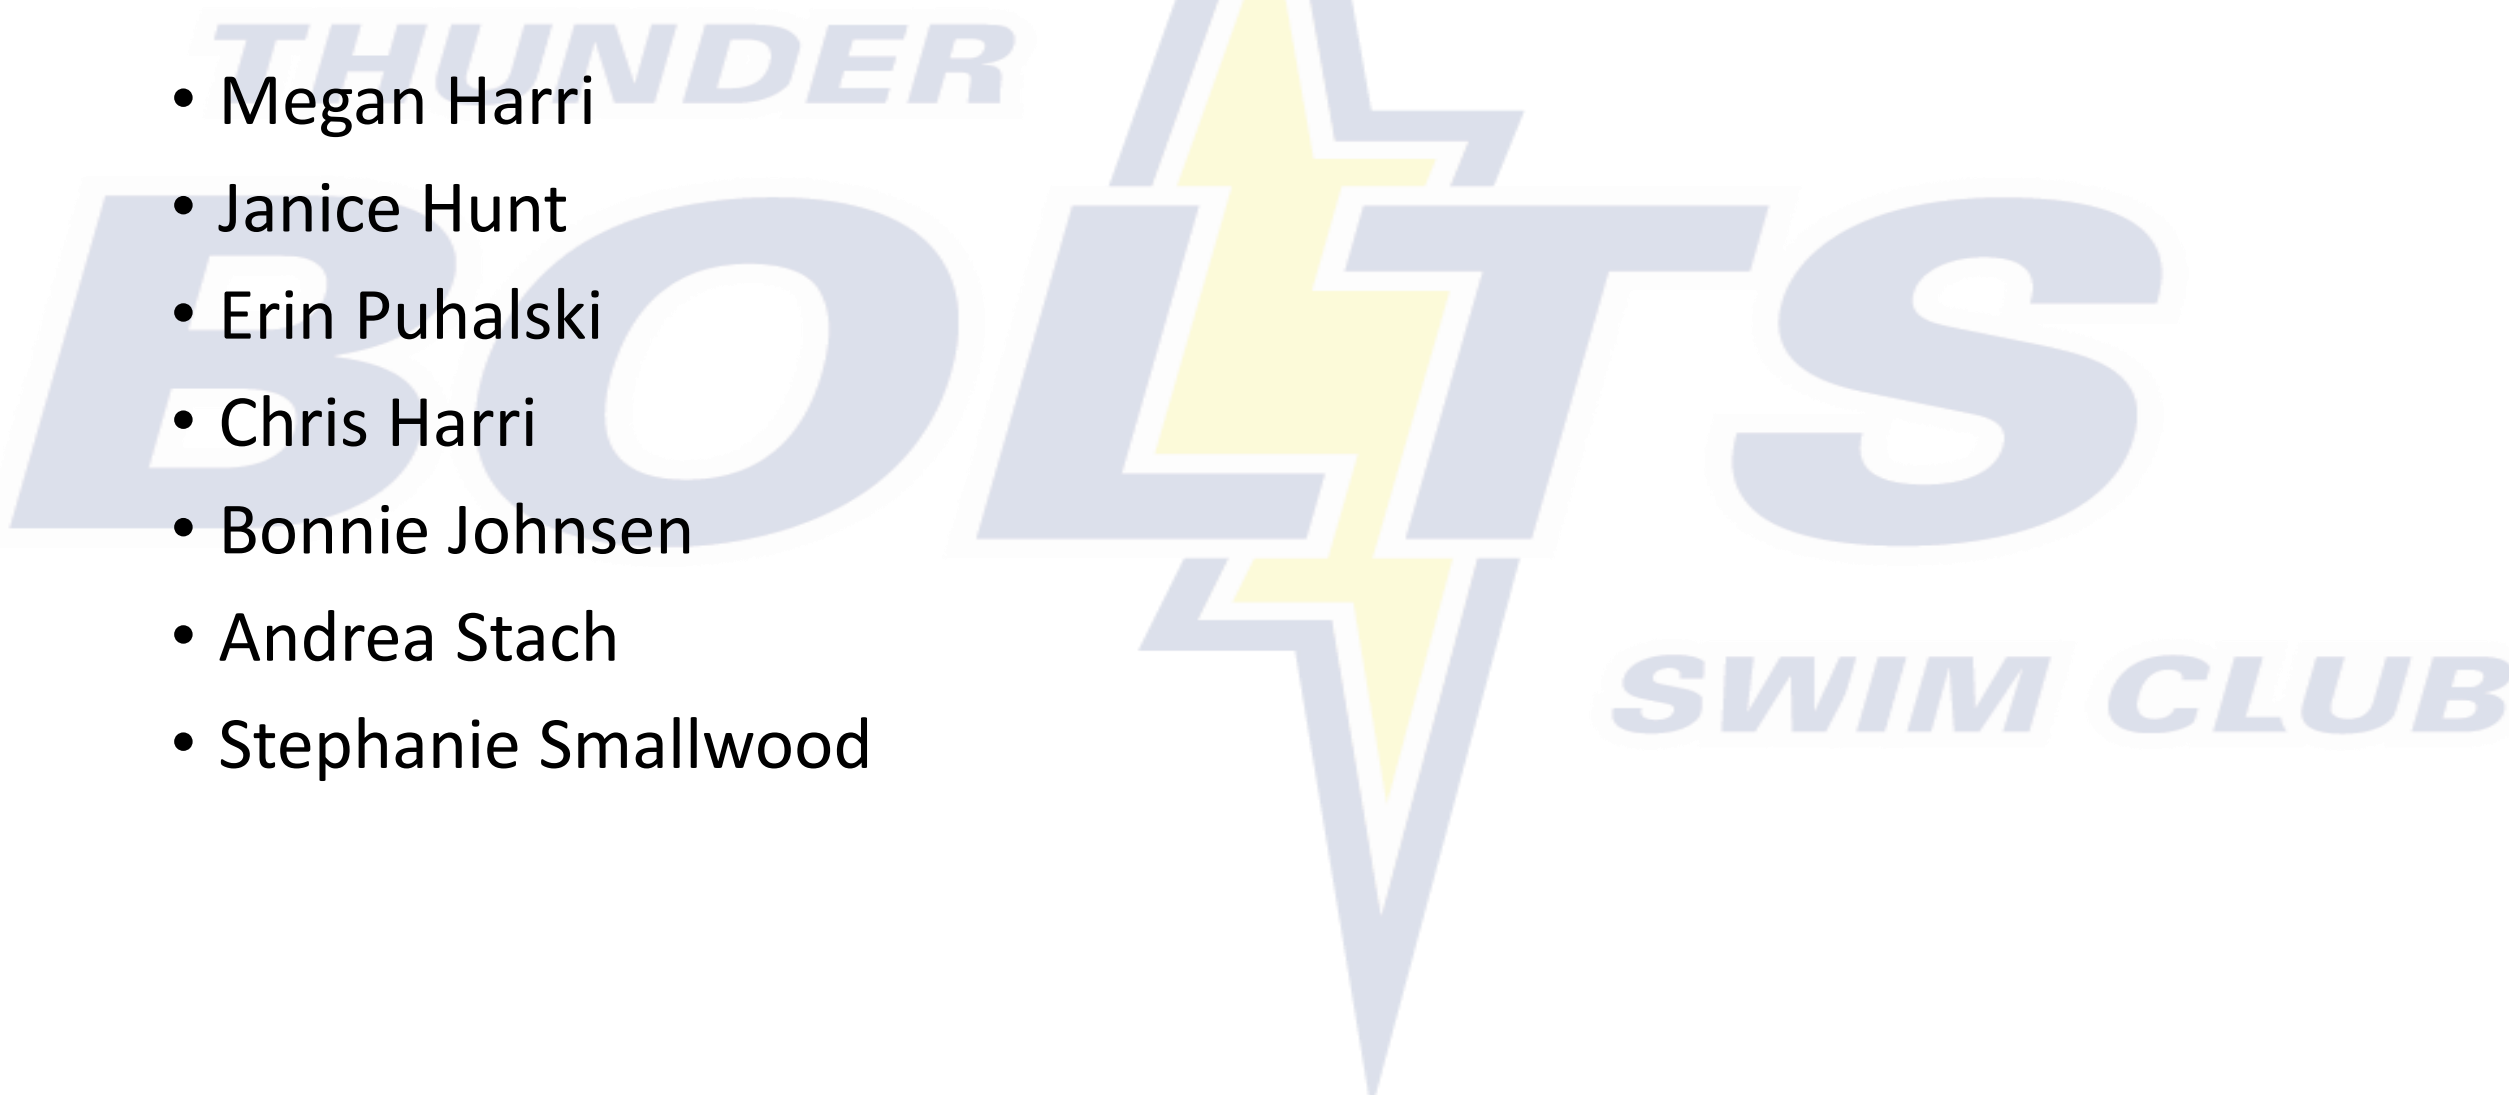 THUNDER
BOLTS
SWIM CLUB
• Megan Harri
• Janice Hunt
• Erin Puhalski
• Chris Harri
• Bonnie Johnsen
• Andrea Stach
• Stephanie Smallwood